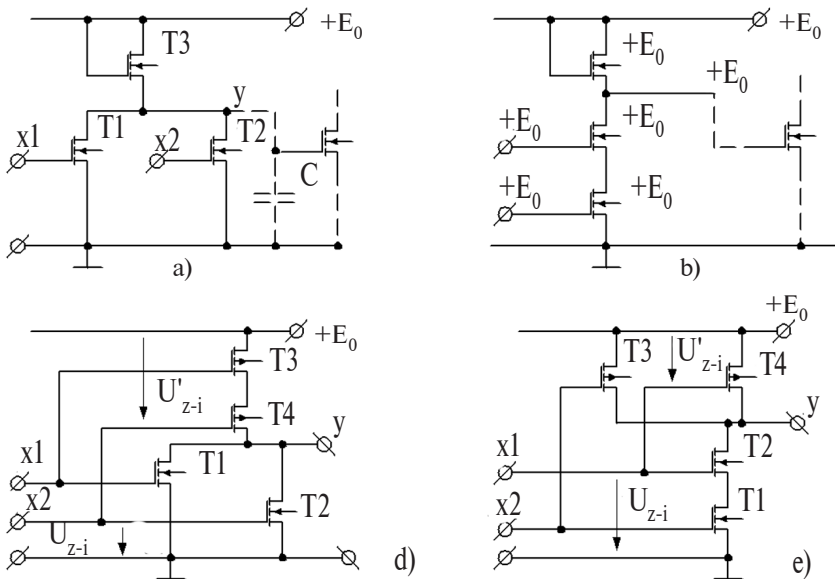 +E₀
T3
y
x1
T1
x2
T2
C
a)
+E₀
+E₀
+E₀
+E₀
+E₀
+E₀
+E₀
b)
+E₀
T3
U'z-i
T4
y
x1
T1
x2
T2
Uz-i
d)
+E₀
T3
U'z-i
T4
y
x1
T2
x2
T1
Uz-i
e)